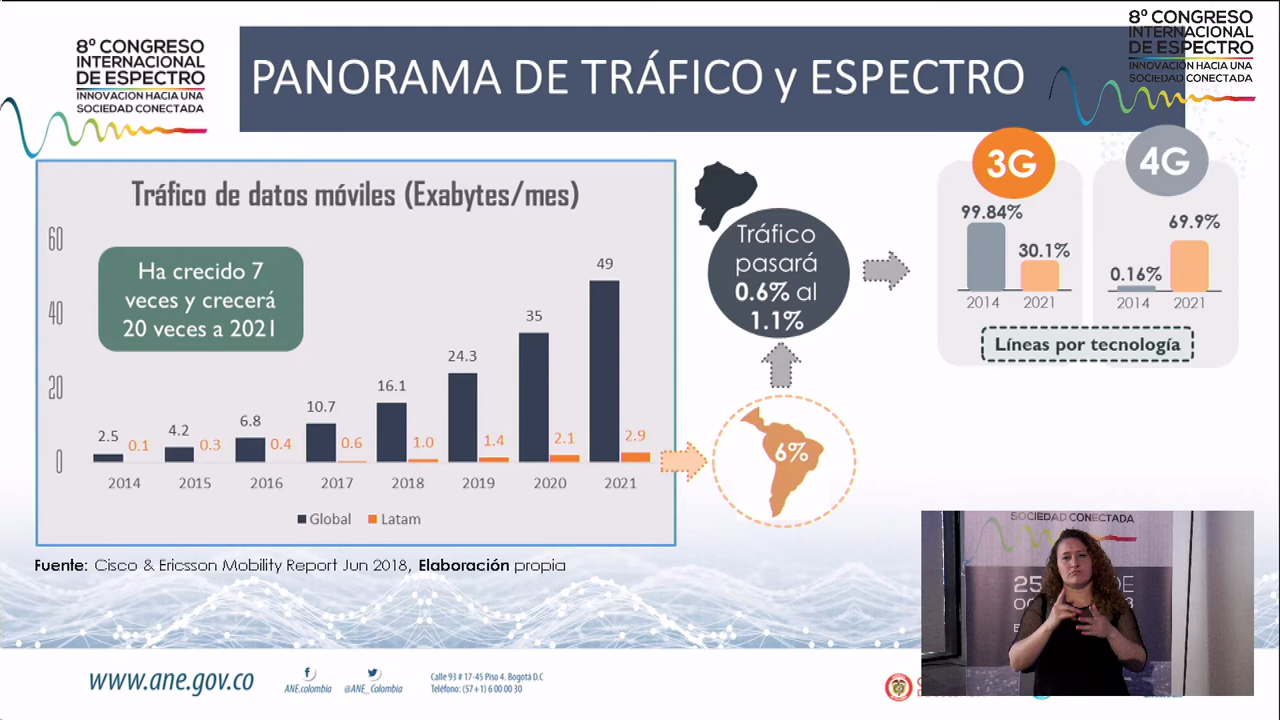 8º CONGRESO
INTERNACIONAL
DE ESPECTRO
INNOVACION HACIA UNA
SOCIEDAD CONECTADA
PANORAMA DE TRÁFICO y ESPECTRO
8º CONGRESO
INTERNACIONAL
DE ESPECTRO
INNOVACION HACIA UNA
SOCIEDAD CONECTADA
Tráfico de datos móviles (Exabytes/mes)
60
40
20
0
Ha crecido 7
veces y crecerá
20 veces a 2021
2.5 0.1 4.2 0.3 6.8 0.4 10.7 0.6 16.1 1.0 24.3 1.4 35 2.1 49 2.9
2014 2015 2016 2017 2018 2019 2020 2021
Global Latam
Fuente: Cisco & Ericsson Mobility Report Jun 2018, Elaboración propia
Tráfico
pasará
0.6% al
1.1%
6%
3G
99.84% 30.1%
2014 2021
4G
0.16% 69.9%
2014 2021
Líneas por tecnología
SOCIEDAD CONECTADA
25
DE
www.ane.gov.co
ANE.colombia
@ANE_Colombia
Calle 93 # 17-45 Piso 4. Bogotá D.C
Teléfono: (57+1) 6 00 00 30